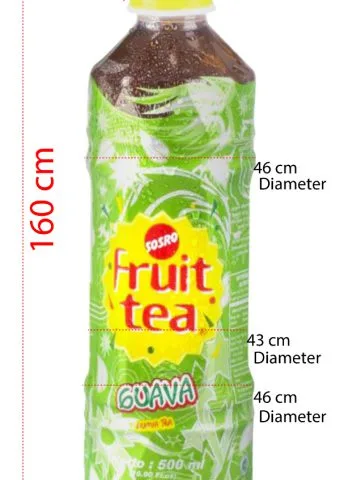 160 cm
46 cm
Diameter
SOSRO
fruit
tea
43 cm
Diameter
GUAVA
46 cm
Diameter
: 500 ml